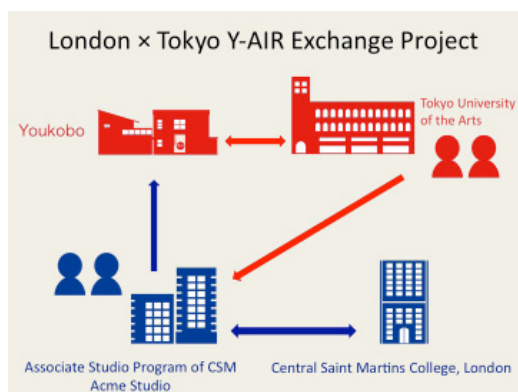 London × Tokyo Y-AIR Exchange Project
Youkobo
Tokyo University
of the Arts
Associate Studio Program of CSM
Acme Studio
Central Saint Martins College, London